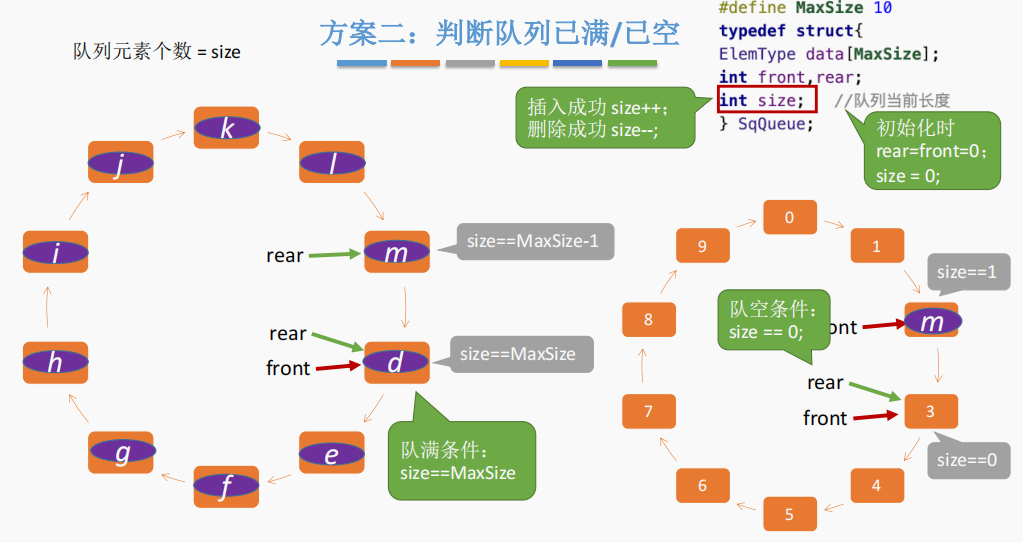 方案二：判断队列已满/已空
队列元素个数 = size
#define MaxSize 10
typedef struct{
ElemType data[MaxSize];
int front,rear;
int size; //队列当前长度
} SqQueue;
插入成功 size++；
删除成功 size--;
初始化时
rear=front=0；
size = 0;
k
j
l
i
m
rear
size==MaxSize-1
h
d
rear
front
size==MaxSize
g
e
f
队满条件：
size==MaxSize
0
9
1
size==1
8
队空条件：
size == 0;
ont
m
rear
front
7
3
size==0
6
4
5